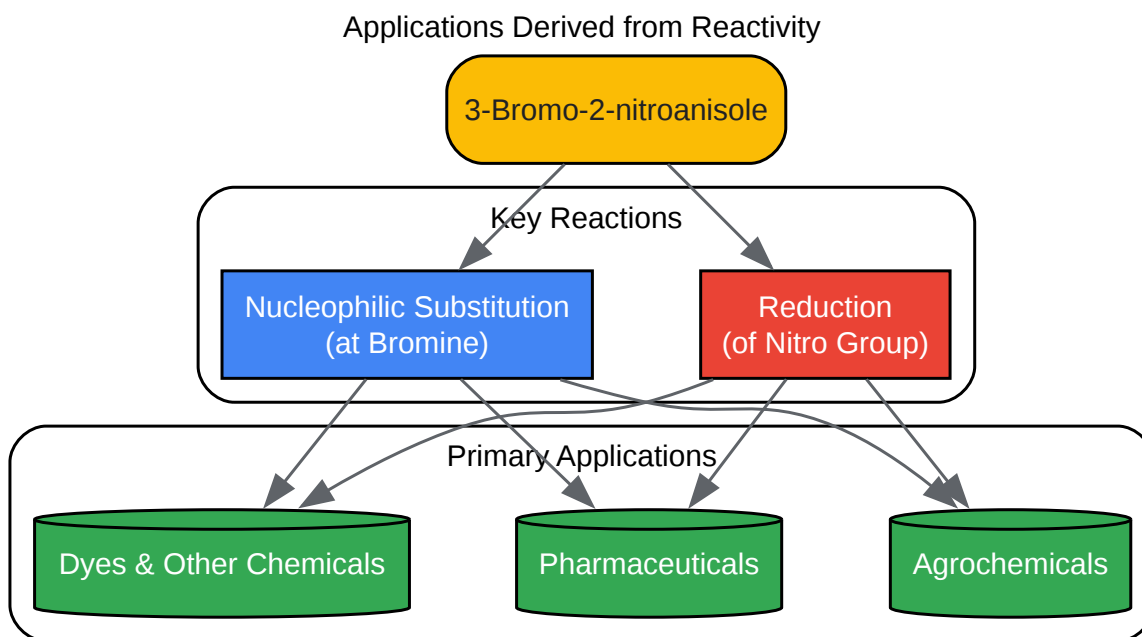 Applications Derived from Reactivity
3-Bromo-2-nitroanisole
Key Reactions
Nucleophilic Substitution
(at Bromine)
Reduction
(of Nitro Group)
Primary Applications
Dyes & Other Chemicals
Pharmaceuticals
Agrochemicals